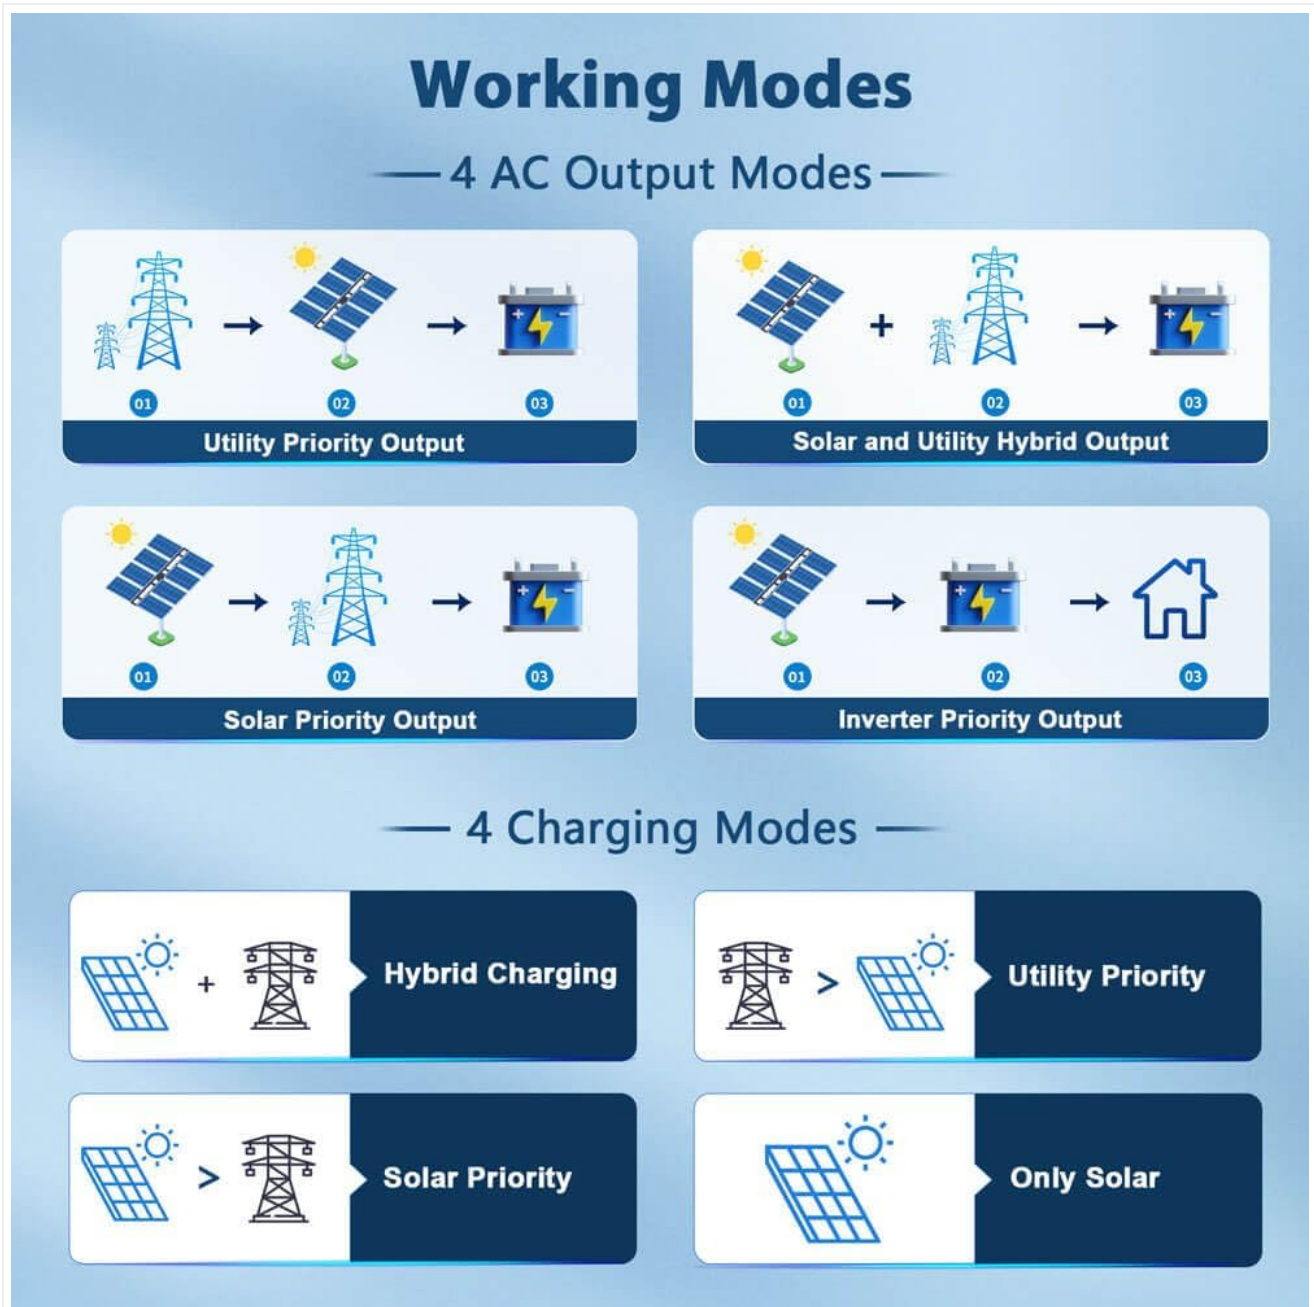 Working Modes
4 AC Output Modes
01 02 03
Utility Priority Output
+
01 02 03
Solar and Utility Hybrid Output
01 02 03
Solar Priority Output
01 02 03
Inverter Priority Output
4 Charging Modes
+
Hybrid Charging
>
Utility Priority
>
Solar Priority
Only Solar